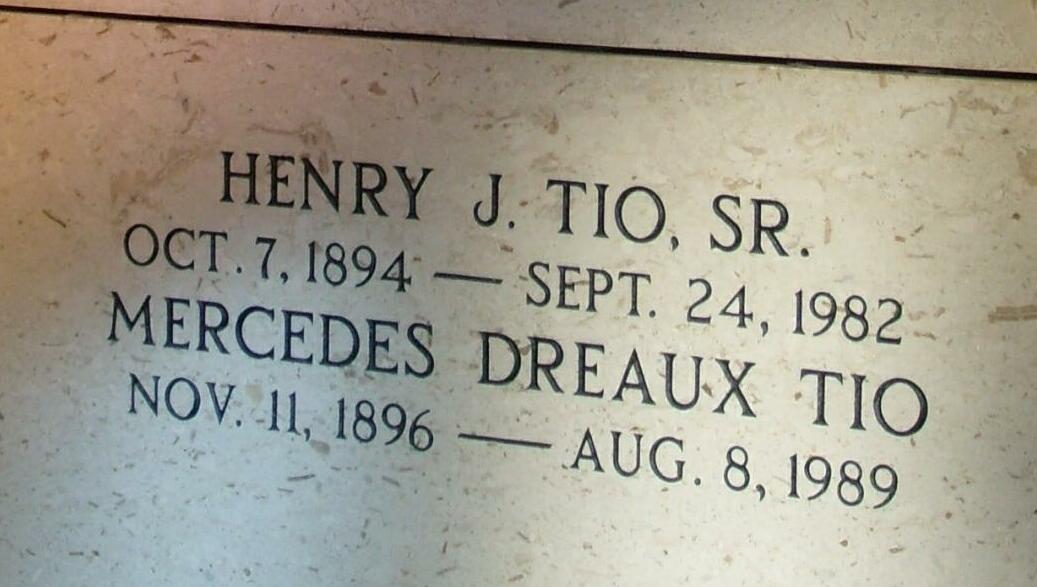 HENRY J. TIO, SR.
OCT. 7, 1894 — SEPT. 24, 1982
MERCEDES DREAUX TIO
NOV. 11, 1896 — AUG. 8, 1989